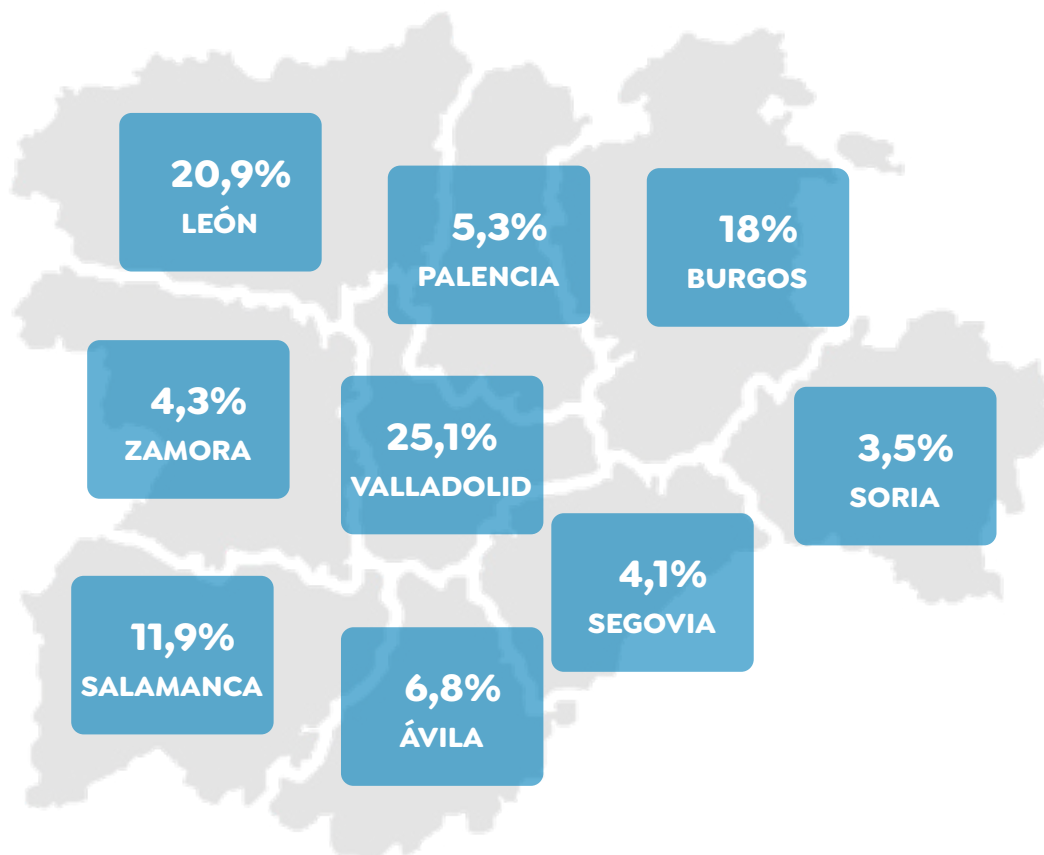 20,9%
LEÓN
5,3%
PALENCIA
18%
BURGOS
4,3%
ZAMORA
25,1%
VALLADOLID
3,5%
SORIA
4,1%
SEGOVIA
11,9%
SALAMANCA
6,8%
ÁVILA